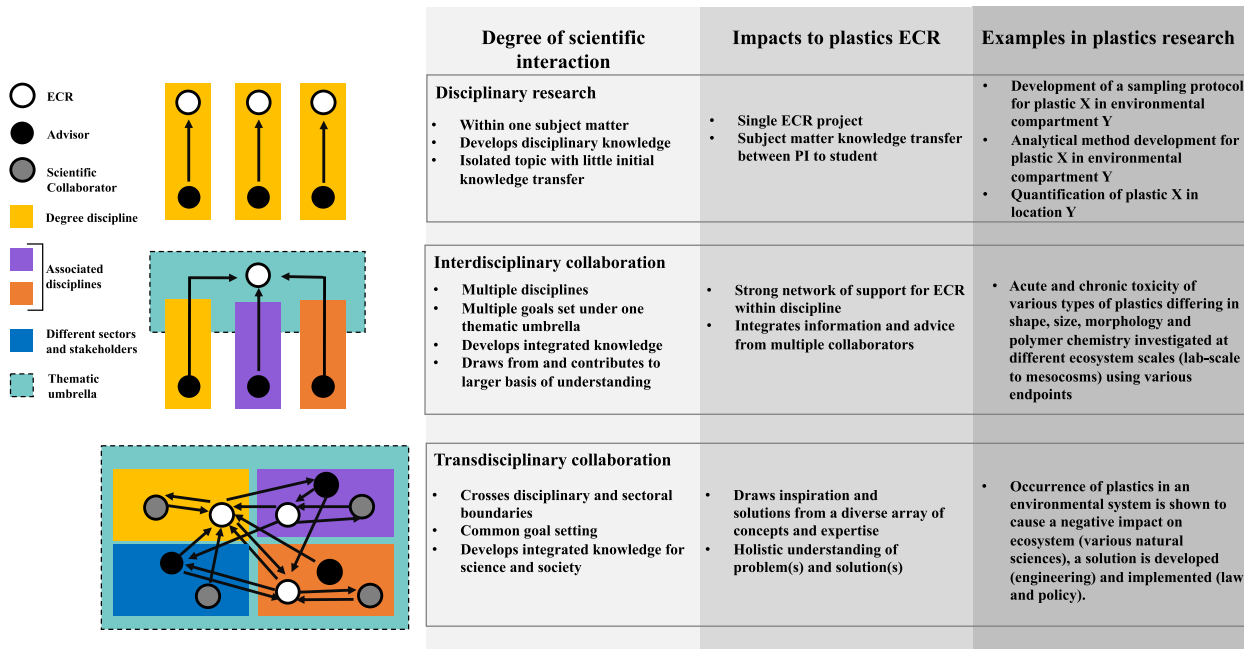 Degree of scientific
interaction
Impacts to plastics ECR
Examples in plastics research
ECR
Advisor
Scientific
Collaborator
Degree discipline
Associated
disciplines
Different sectors
and stakeholders
Thematic
umbrella
Disciplinary research
• Within one subject matter
• Develops disciplinary knowledge
• Isolated topic with little initial
knowledge transfer
• Single ECR project
• Subject matter knowledge transfer
between PI to student
• Development of a sampling protocol
for plastic X in environmental
compartment Y
• Analytical method development for
plastic X in environmental
compartment Y
• Quantification of plastic X in
location Y
Interdisciplinary collaboration
• Multiple disciplines
• Multiple goals set under one
thematic umbrella
• Develops integrated knowledge
• Draws from and contributes to
larger basis of understanding
• Strong network of support for ECR
within discipline
• Integrates information and advice
from multiple collaborators
• Acute and chronic toxicity of
various types of plastics differing in
shape, size, morphology and
polymer chemistry investigated at
different ecosystem scales (lab-scale
to mesocosms) using various
endpoints
Transdisciplinary collaboration
• Crosses disciplinary and sectoral
boundaries
• Common goal setting
• Develops integrated knowledge for
science and society
• Draws inspiration and
solutions from a diverse array of
concepts and expertise
• Holistic understanding of
problem(s) and solution(s)
• Occurrence of plastics in an
environmental system is shown to
cause a negative impact on
ecosystem (various natural
sciences), a solution is developed
(engineering) and implemented (law
and policy).